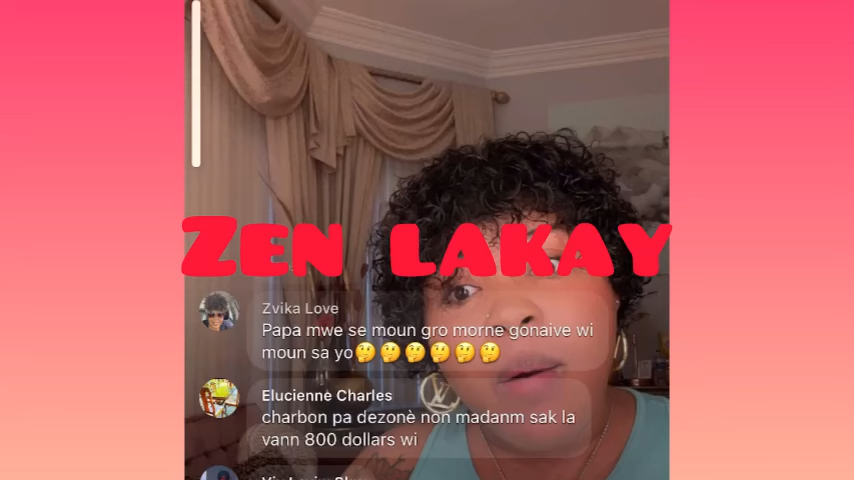 ZEN LAKAY
Zvika Love
Papa mwe se moun gro morne gonaive wi
moun sa yo🤔🤔🤔🤔🤔🤔
Eluciennè Charles
charbon pa dezonè non madanm sak la
vann 800 dollars wi